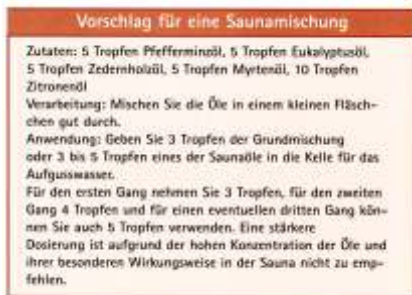 Vorschlag für eine Saunamischung
Zutaten: 5 Tropfen Pfefferminzöl, 5 Tropfen Eukalyptusöl,
5 Tropfen Zedernholzöl, 5 Tropfen Myrtenöl, 10 Tropfen
Zitronenöl
Verarbeitung: Mischen Sie die Öle in einem kleinen Fläsch-
chen gut durch.
Anwendung: Geben Sie 3 Tropfen der Grundmischung
oder 3 bis 5 Tropfen eines der Saunaöle in die Kelle für das
Aufgusswasser.
Für den ersten Gang nehmen Sie 3 Tropfen, für den zweiten
Gang 4 Tropfen und für einen eventuellen dritten Gang kön-
nen Sie auch 5 Tropfen verwenden. Eine stärkere
Dosierung ist aufgrund der hohen Konzentration der Öle und
ihrer besonderen Wirkungsweise in der Sauna nicht zu emp-
fehlen.